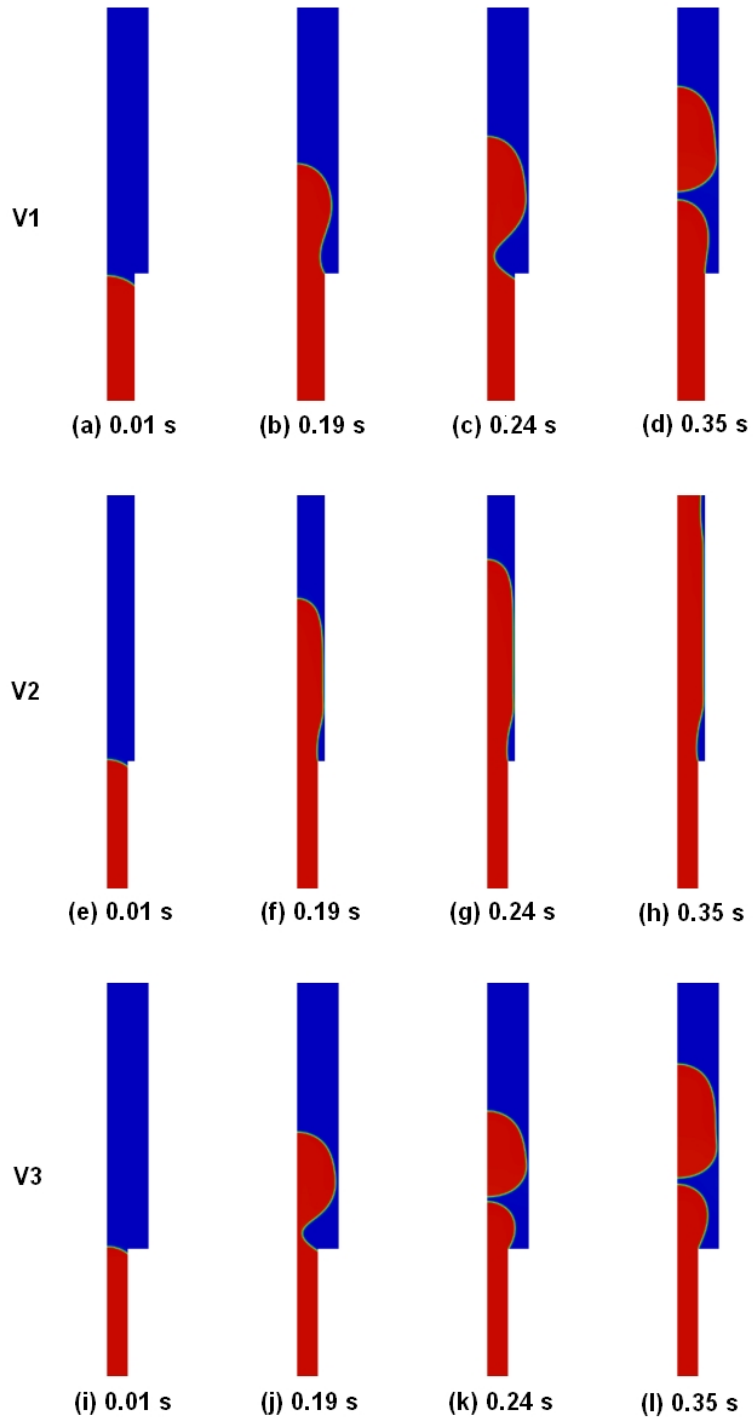 V1
(a) 0.01 s (b) 0.19 s (c) 0.24 s (d) 0.35 s
V2
(e) 0.01 s (f) 0.19 s (g) 0.24 s (h) 0.35 s
V3
(i) 0.01 s (j) 0.19 s (k) 0.24 s (l) 0.35 s